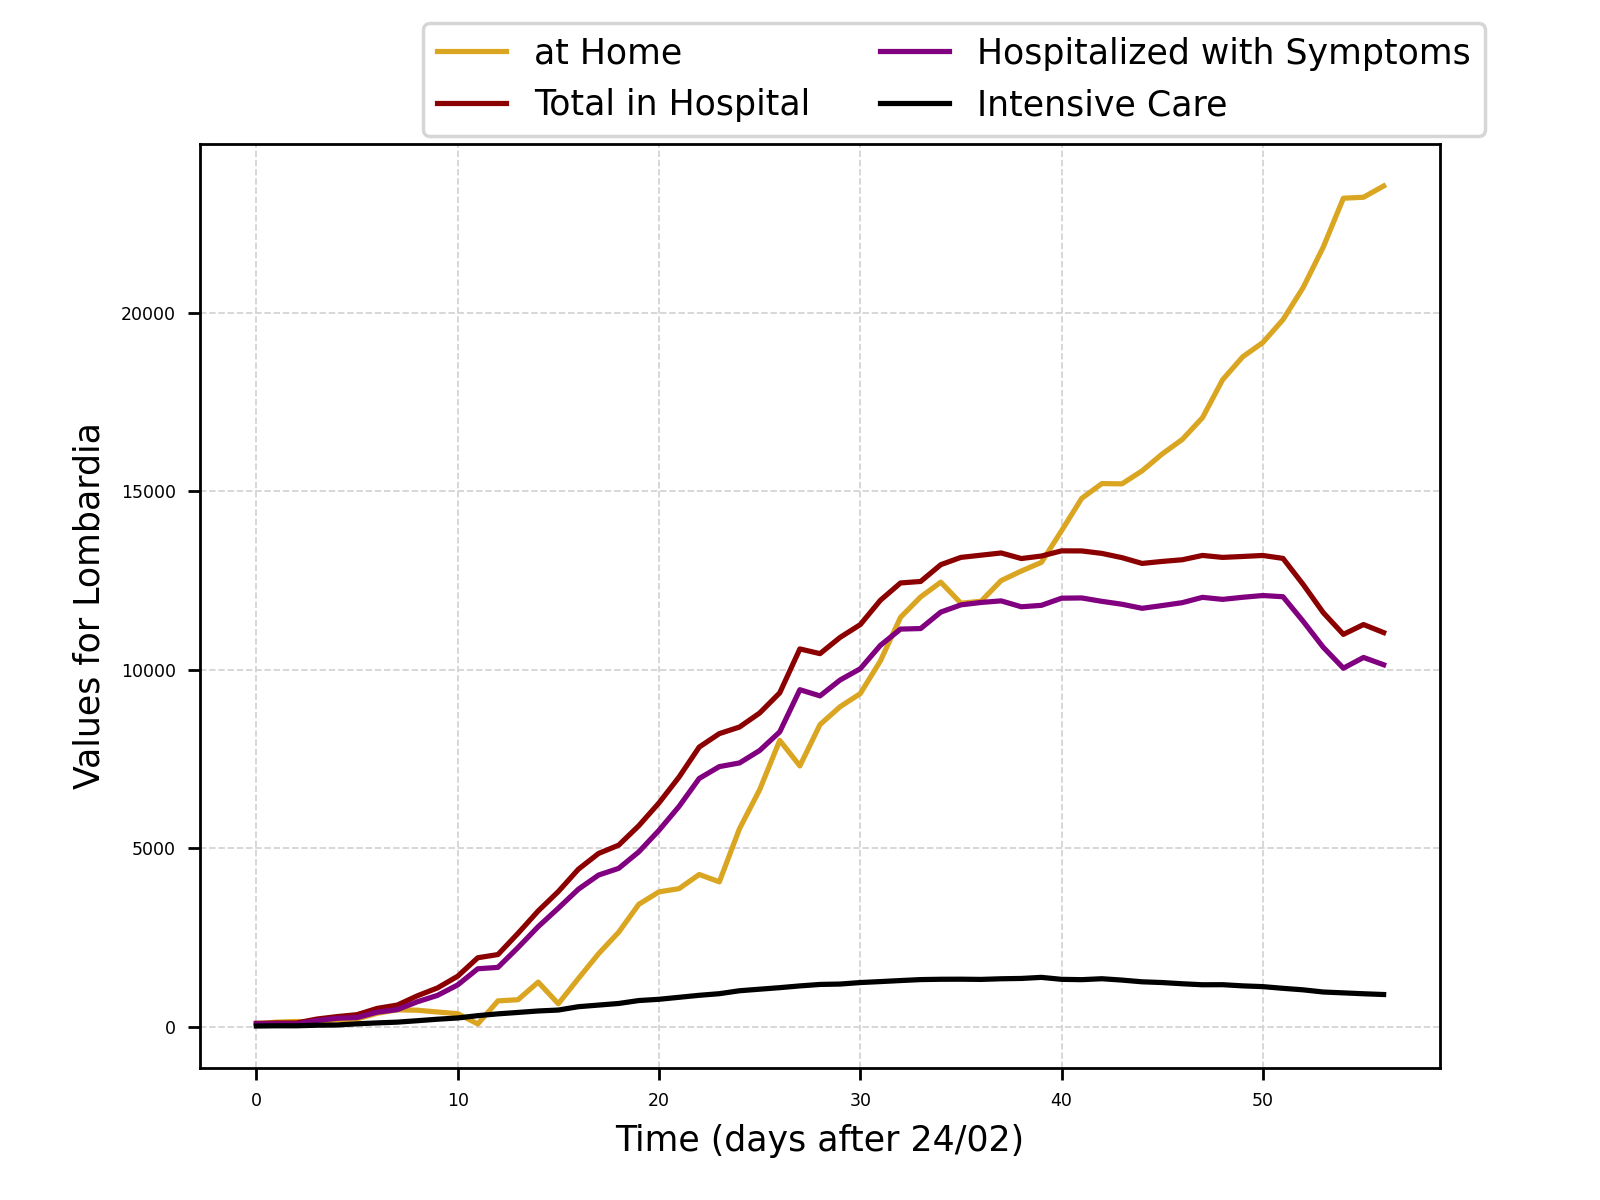 at Home
Total in Hospital
Hospitalized with Symptoms
Intensive Care
Values for Lombardia
20000
15000
10000
5000
0
0 10 20 30 40 50
Time (days after 24/02)